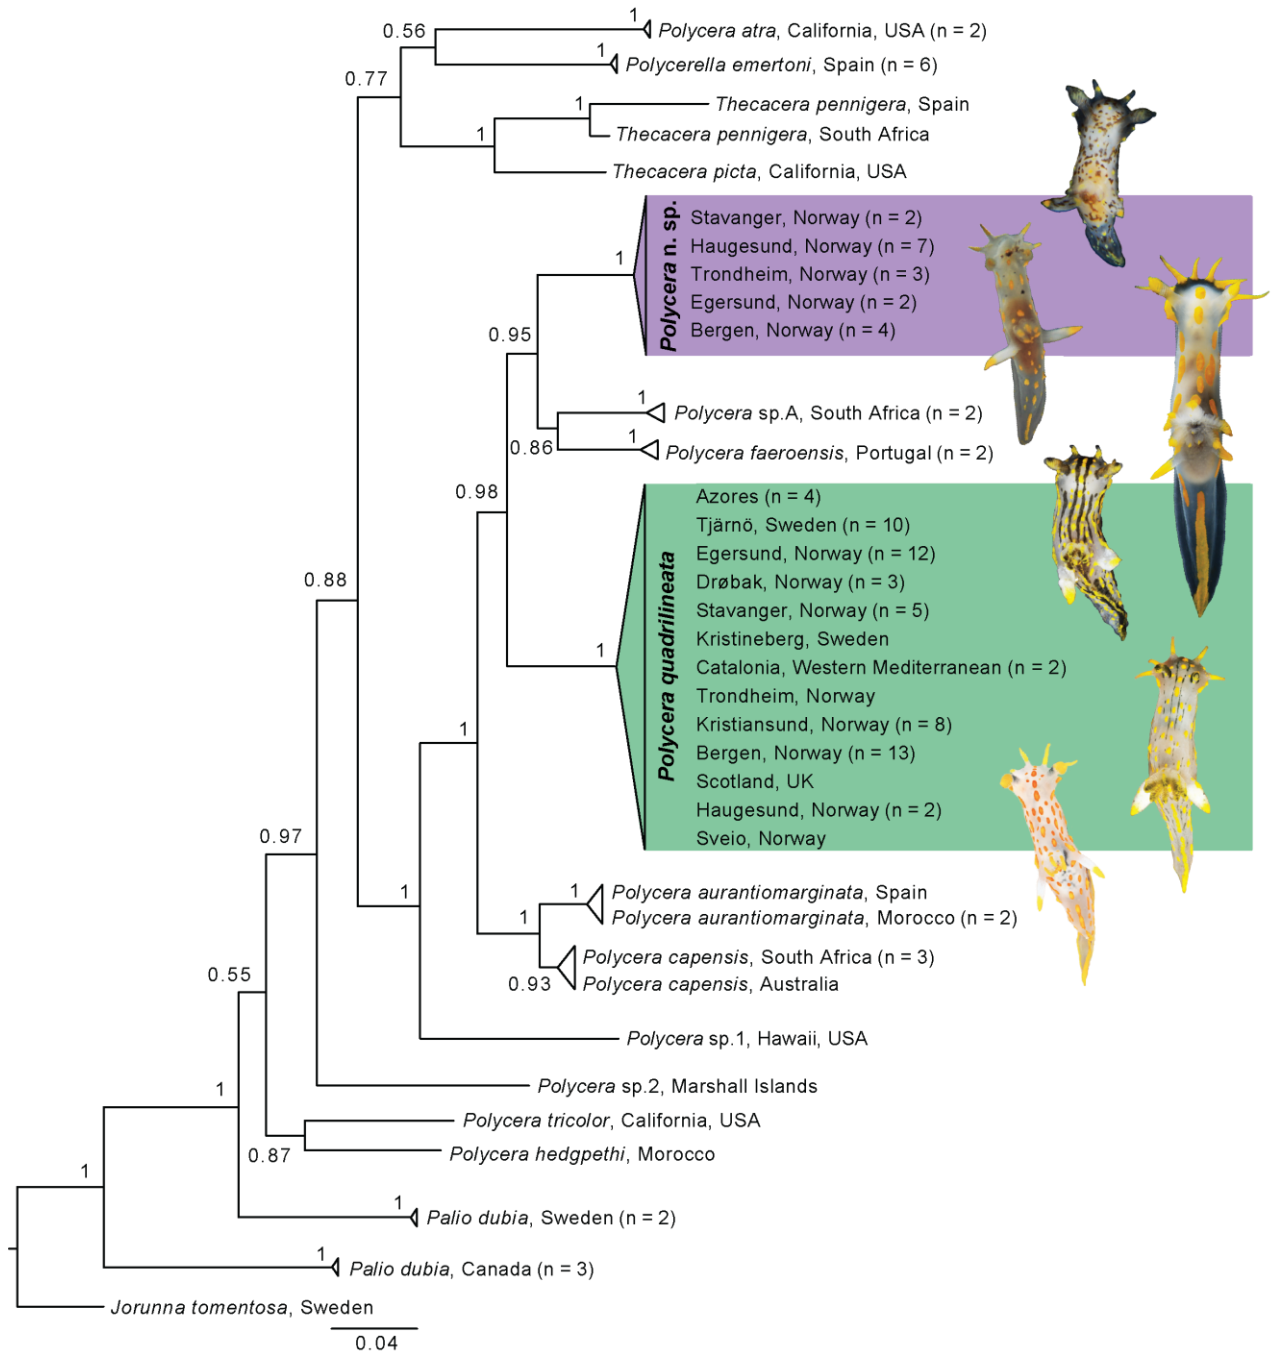 0.56
1
Polycera atra, California, USA (n = 2)
1
Polycerella emertoni, Spain (n = 6)
0.77
1
Thecacera pennigera, Spain
1
Thecacera pennigera, South Africa
Thecacera picta, California, USA
Polycera n. sp.
Stavanger, Norway (n = 2)
Haugesund, Norway (n = 7)
1
Trondheim, Norway (n = 3)
Egersund, Norway (n = 2)
Bergen, Norway (n = 4)
0.95
1
Polycera sp.A, South Africa (n = 2)
0.86
1
Polycera faeroensis, Portugal (n = 2)
0.98
Polycera quadrilineata
Azores (n = 4)
Tjärnö, Sweden (n = 10)
Egersund, Norway (n = 12)
Drøbak, Norway (n = 3)
Stavanger, Norway (n = 5)
Kristineberg, Sweden
1
Catalonia, Western Mediterranean (n = 2)
Trondheim, Norway
Kristiansund, Norway (n = 8)
Bergen, Norway (n = 13)
Scotland, UK
Haugesund, Norway (n = 2)
Sveio, Norway
0.88
1
0.97
1
1
1
Polycera aurantiomarginata, Spain
Polycera aurantiomarginata, Morocco (n = 2)
Polycera capensis, South Africa (n = 3)
0.93
Polycera capensis, Australia
0.55
Polycera sp.1, Hawaii, USA
1
Polycera sp.2, Marshall Islands
Polycera tricolor, California, USA
0.87
Polycera hedgpethi, Morocco
1
1
Palio dubia, Sweden (n = 2)
1
Palio dubia, Canada (n = 3)
Jorunna tomentosa, Sweden
0.04